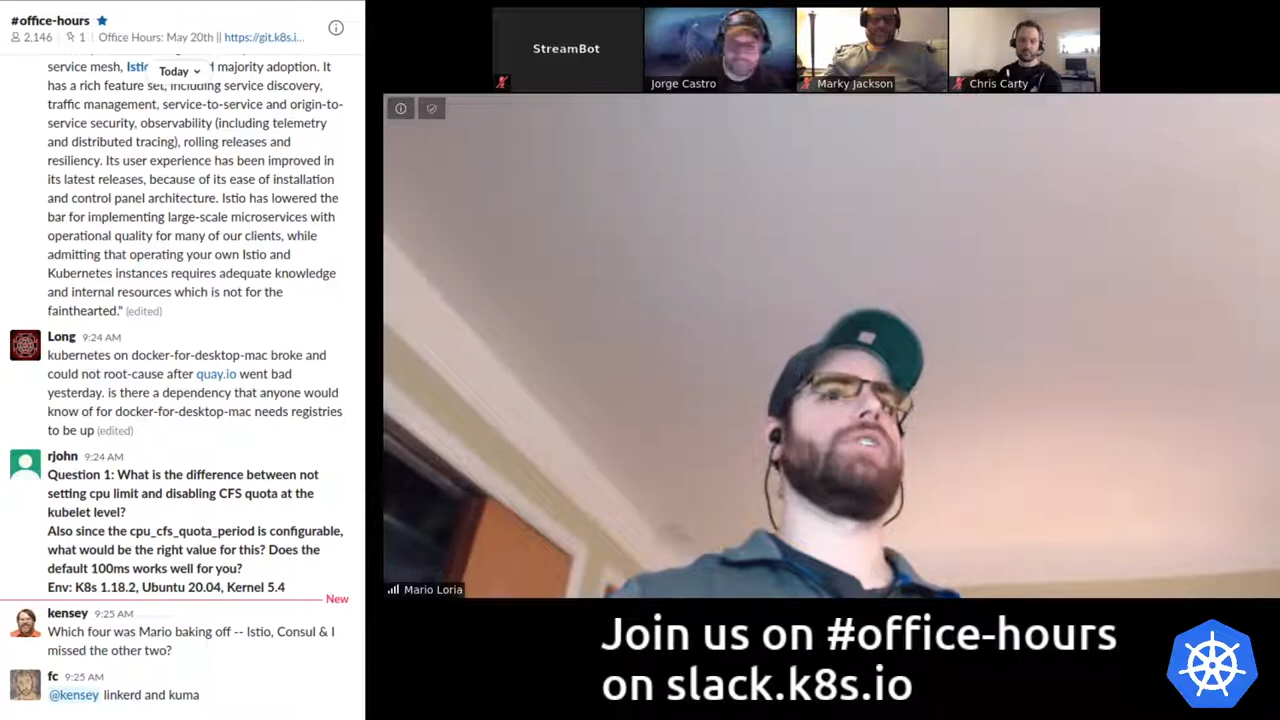 #office-hours
2,146
1
Office Hours: May 20th || https://git.k8s.i...
service mesh, Istio
majority adoption. It
Today
has a rich feature set, including service discovery,
traffic management, service-to-service and origin-to-
service security, observability (including telemetry
and distributed tracing), rolling releases and
resiliency. Its user experience has been improved in
its latest releases, because of its ease of installation
and control panel architecture. Istio has lowered the
bar for implementing large-scale microservices with
operational quality for many of our clients, while
admitting that operating your own Istio and
Kubernetes instances requires adequate knowledge
and internal resources which is not for the
fainthearted." (edited)
Long 9:24 AM
kubernetes on docker-for-desktop-mac broke and
could not root-cause after quay.io went bad
yesterday. is there a dependency that anyone would
know of for docker-for-desktop-mac needs registries
to be up (edited)
rjohn 9:24 AM
Question 1: What is the difference between not
setting cpu limit and disabling CFS quota at the
kubelet level?
Also since the cpu_cfs_quota_period is configurable,
what would be the right value for this? Does the
default 100ms works well for you?
Env: K8s 1.18.2, Ubuntu 20.04, Kernel 5.4
New
kensey 9:25 AM
Which four was Mario baking off -- Istio, Consul & I
missed the other two?
fc 9:25 AM
@kensey linkerd and kuma
StreamBot
Jorge Castro
Marky Jackson
Chris Carty
Mario Loria
Join us on #office-hours
on slack.k8s.io